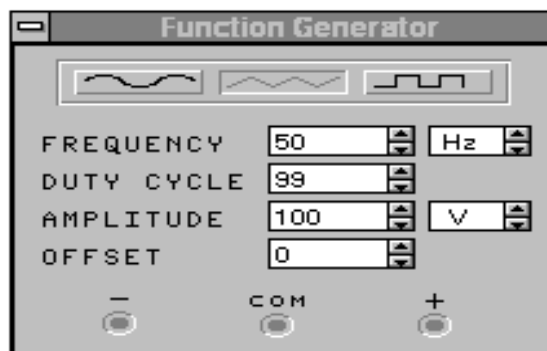 Function Generator
FREQUENCY 50 Hz
DUTY CYCLE 99
AMPLITUDE 100 V
OFFSET 0
− COM +